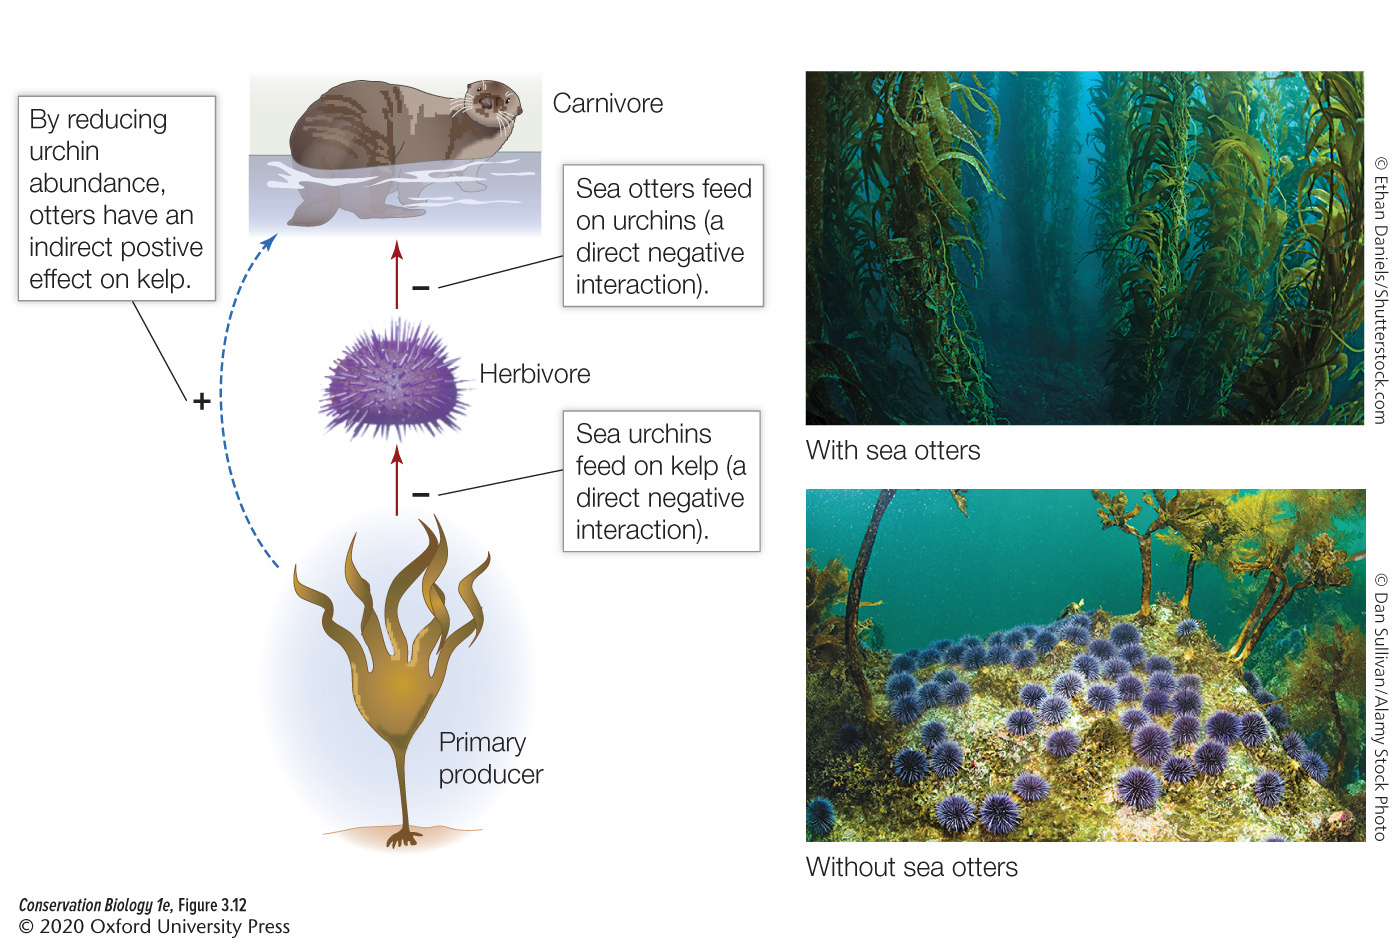 By reducing
urchin
abundance,
otters have an
indirect postive
effect on kelp.
Carnivore
Sea otters feed
on urchins (a
direct negative
interaction).
–
Herbivore
+
Sea urchins
feed on kelp (a
direct negative
interaction).
–
Primary
producer
With sea otters
© Ethan Daniels/Shutterstock.com
Without sea otters
© Dan Sullivan/Alamy Stock Photo
Conservation Biology 1e, Figure 3.12
© 2020 Oxford University Press